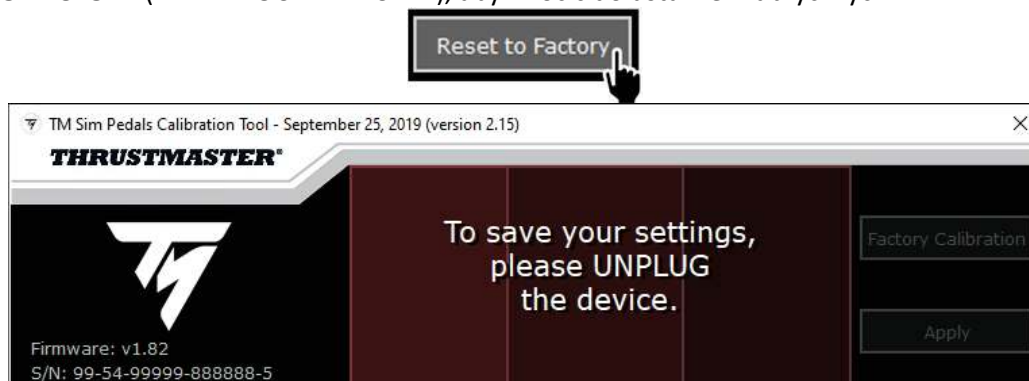 Reset to Factory
TM Sim Pedals Calibration Tool - September 25, 2019 (version 2.15)
THRUSTMASTER®
To save your settings,
please UNPLUG
the device.
Factory Calibration
Apply
Firmware: v1.82
S/N: 99-54-99999-888888-5